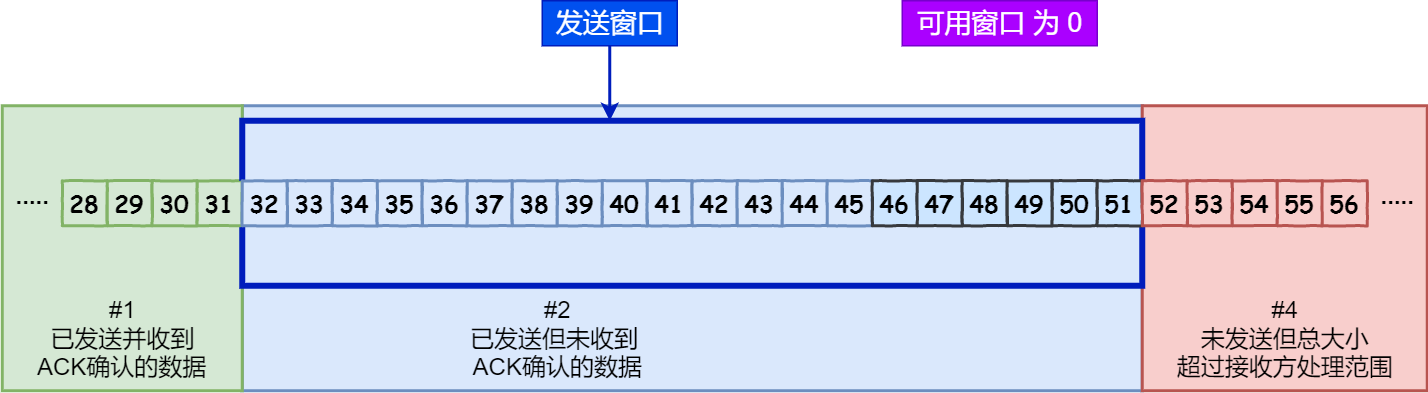 发送窗口
可用窗口 为 0
····· 28 29 30 31 32 33 34 35 36 37 38 39 40 41 42 43 44 45 46 47 48 49 50 51 52 53 54 55 56 ·····
#1
已发送并收到
ACK确认的数据
#2
已发送但未收到
ACK确认的数据
#4
未发送但总大小
超过接收方处理范围